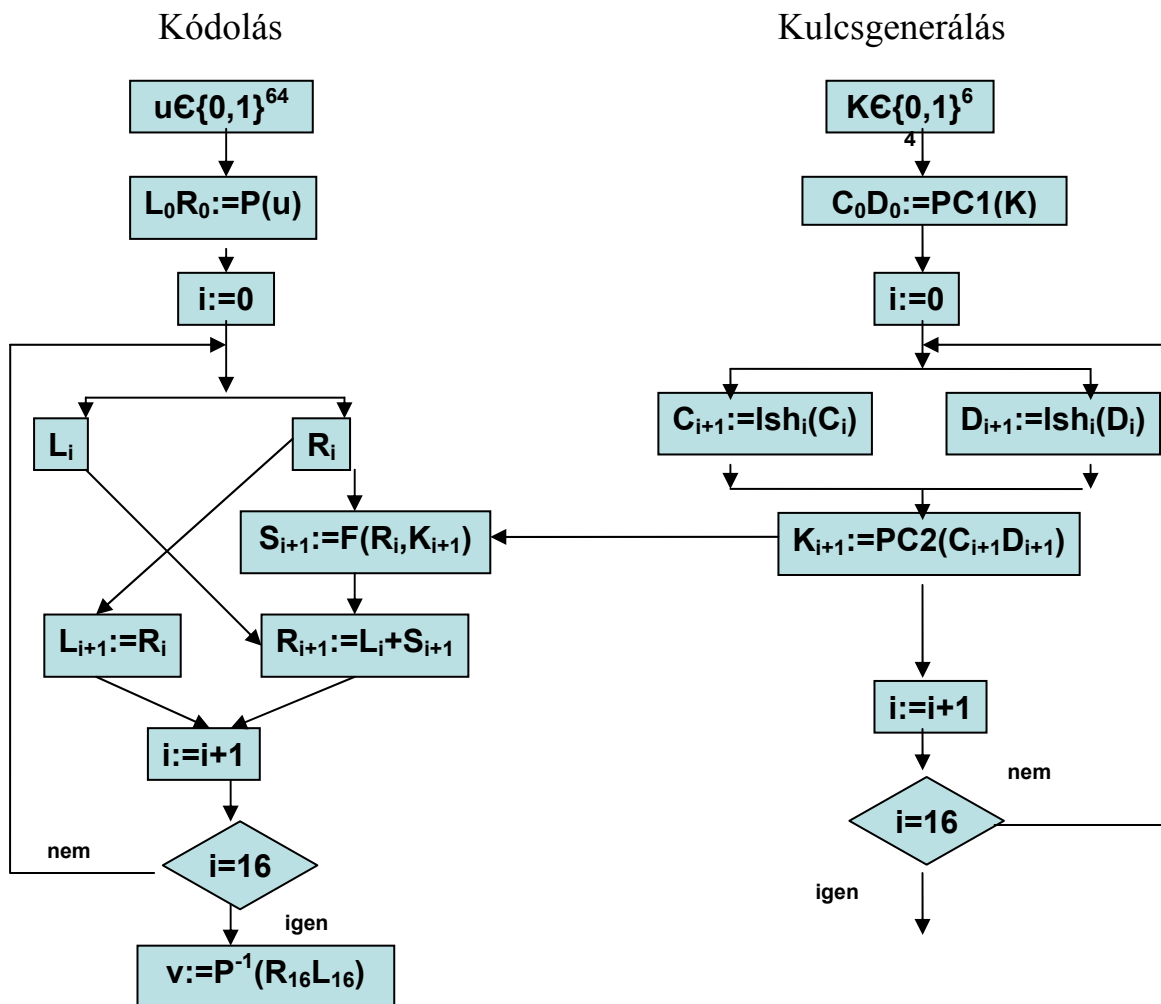 Kódolás
u∈{0,1}⁶⁴
L₀R₀:=P(u)
i:=0
Lᵢ
Rᵢ
Sᵢ₊₁:=F(Rᵢ,Kᵢ₊₁)
Lᵢ₊₁:=Rᵢ
Rᵢ₊₁:=Lᵢ+Sᵢ₊₁
i:=i+1
i=16
nem
igen
v:=P⁻¹(R₁₆L₁₆)
Kulcsgenerálás
K∈{0,1}⁶
⁴
C₀D₀:=PC1(K)
i:=0
Cᵢ₊₁:=lshᵢ(Cᵢ)
Dᵢ₊₁:=lshᵢ(Dᵢ)
Kᵢ₊₁:=PC2(Cᵢ₊₁Dᵢ₊₁)
i:=i+1
nem
i=16
igen